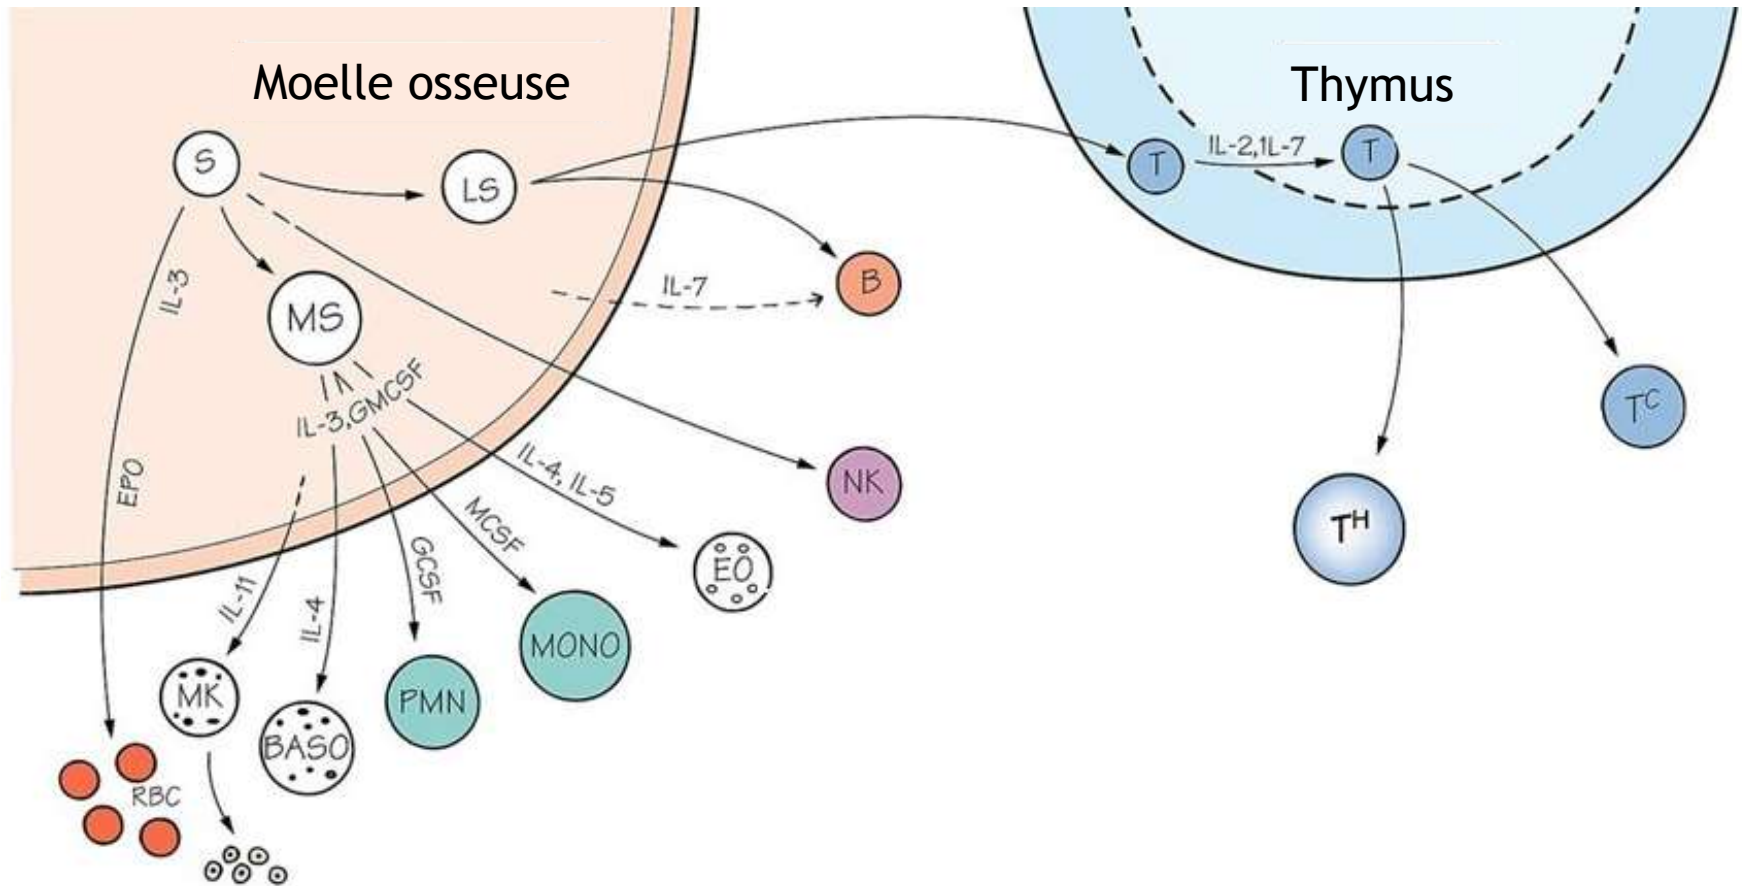 Moelle osseuse
Thymus
S
LS
T
IL-2,IL-7
T
IL-3
MS
IL-7
B
IL-3,GMCSF
EPO
IL-4, IL-5
NK
TC
MCSF
GCSF
EO
TH
IL-11
IL-4
MONO
MK
PMN
BASO
RBC